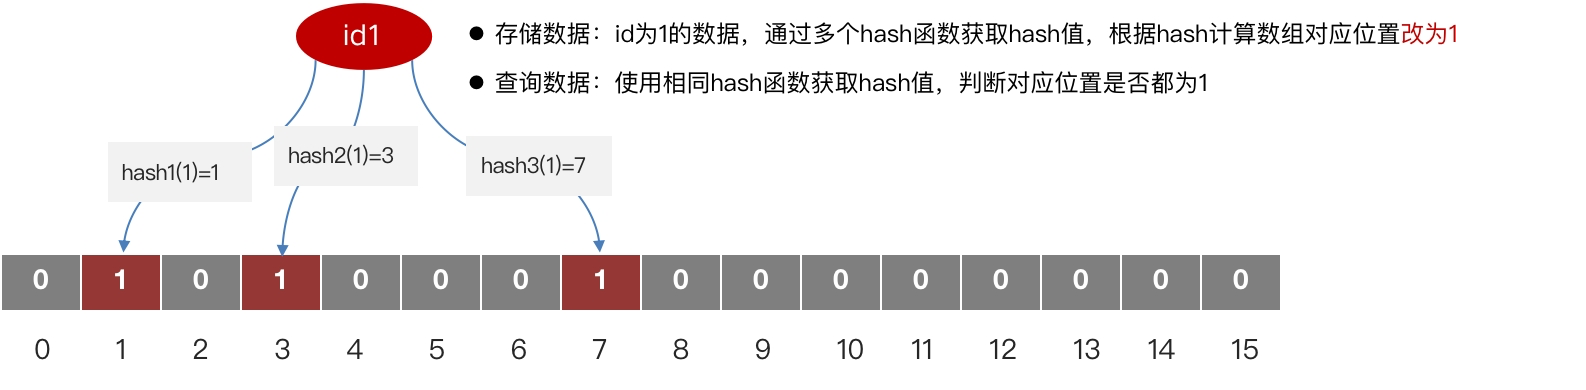 id1
● 存储数据：id为1的数据，通过多个hash函数获取hash值，根据hash计算数组对应位置改为1
● 查询数据：使用相同hash函数获取hash值，判断对应位置是否都为1
hash1(1)=1
hash2(1)=3
hash3(1)=7
0 1 0 1 0 0 0 1 0 0 0 0 0 0 0 0
0 1 2 3 4 5 6 7 8 9 10 11 12 13 14 15